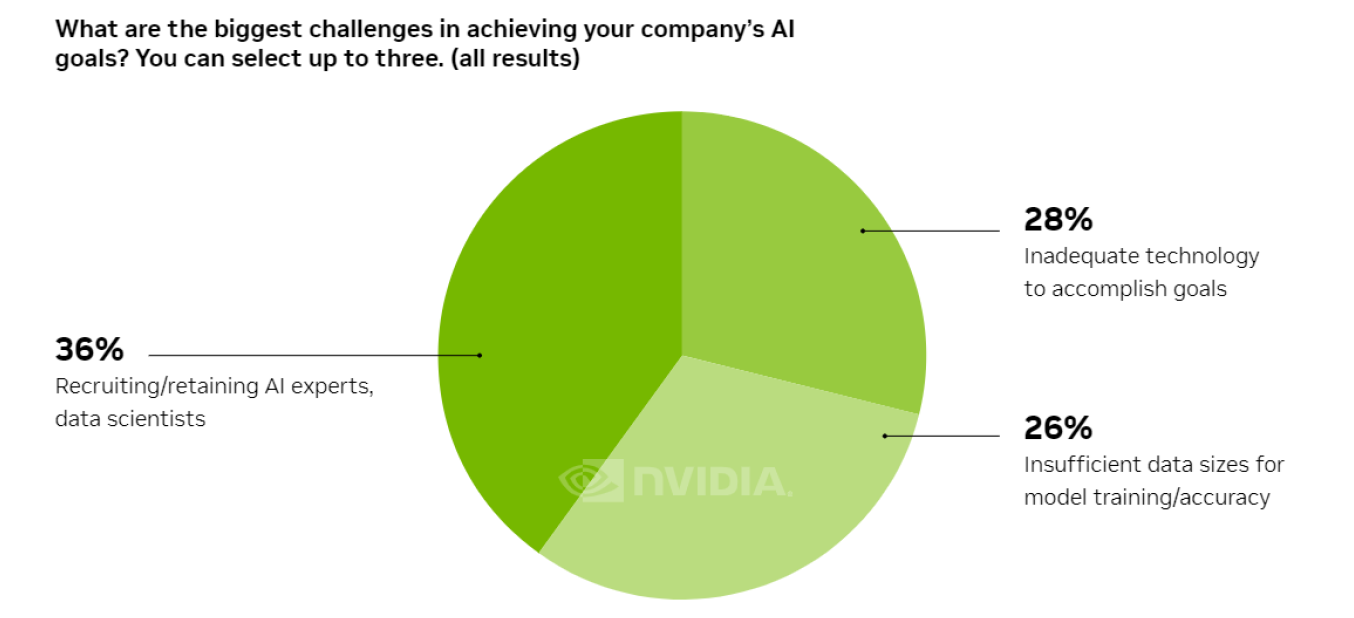 What are the biggest challenges in achieving your company’s AI
goals? You can select up to three. (all results)
28%
Inadequate technology
to accomplish goals
36%
Recruiting/retaining AI experts,
data scientists
26%
Insufficient data sizes for
model training/accuracy
NVIDIA.